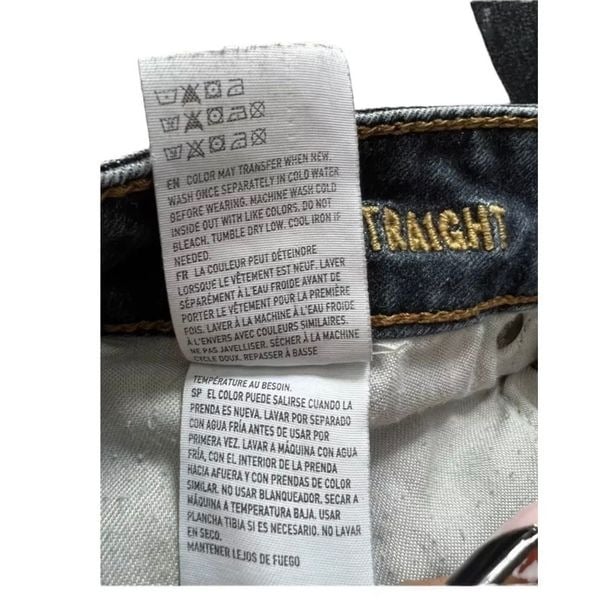 EN COLOR MAY TRANSFER WHEN NEW.
WASH ONCE SEPARATELY IN COLD WATER
BEFORE WEARING. MACHINE WASH COLD
INSIDE OUT WITH LIKE COLORS. DO NOT
BLEACH. TUMBLE DRY LOW. COOL IRON IF
NEEDED.
FR LA COULEUR PEUT DÉTEINDRE
LORSQUE LE VÊTEMENT EST NEUF. LAVER
SÉPARÉMENT À L'EAU FROIDE AVANT DE
PORTER LE VÊTEMENT POUR LA PREMIÈRE
FOIS. LAVER À LA MACHINE À L'EAU FROIDE
À L'ENVERS AVEC COULEURS SIMILAIRES.
NE PAS JAVELLISER. SÉCHER À LA MACHINE
CYCLE DOUX. REPASSER À BASSE
TEMPÉRATURE AU BESOIN.
SP EL COLOR PUEDE SALIRSE CUANDO LA
PRENDA ES NUEVA. LAVAR POR SEPARADO
CON AGUA FRÍA ANTES DE USAR POR
PRIMERA VEZ. LAVAR A MÁQUINA CON AGUA
FRÍA, CON EL INTERIOR DE LA PRENDA
HACIA AFUERA Y CON PRENDAS DE COLOR
SIMILAR. NO USAR BLANQUEADOR. SECAR A
MÁQUINA A TEMPERATURA BAJA. USAR
PLANCHA TIBIA SI ES NECESARIO. NO LAVAR
EN SECO.
MANTENER LEJOS DE FUEGO
TRAIGHT